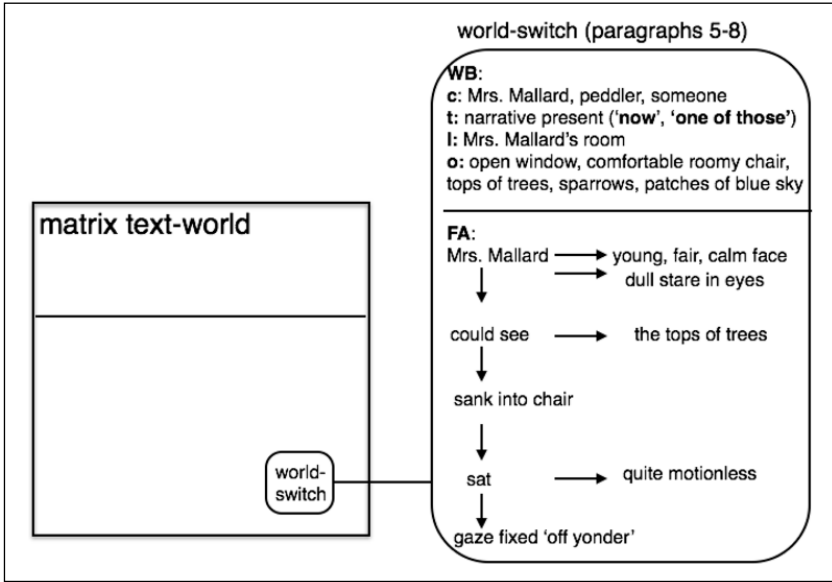 world-switch (paragraphs 5-8)
WB:
c: Mrs. Mallard, peddler, someone
t: narrative present (‘now’, ‘one of those’)
l: Mrs. Mallard’s room
o: open window, comfortable roomy chair,
tops of trees, sparrows, patches of blue sky
matrix text-world
FA:
Mrs. Mallard young, fair, calm face
dull stare in eyes
could see the tops of trees
sank into chair
world-
switch
sat quite motionless
gaze fixed ‘off yonder’